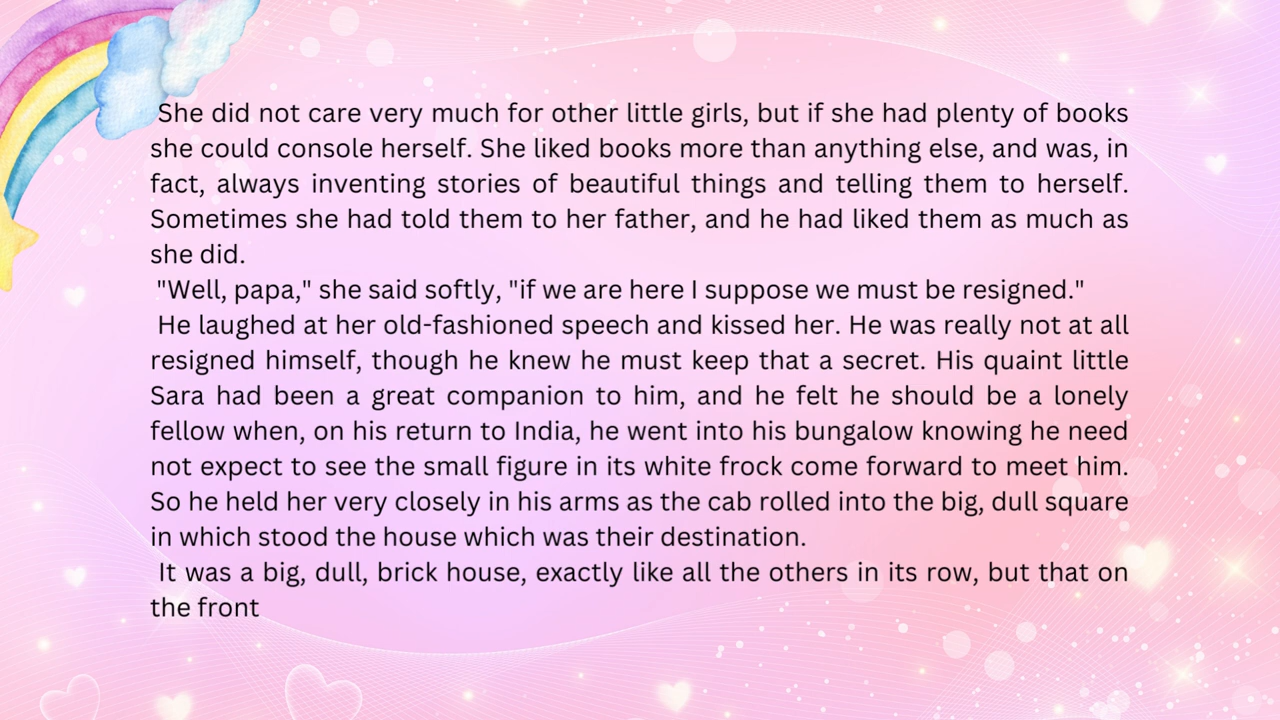 She did not care very much for other little girls, but if she had plenty of books
she could console herself. She liked books more than anything else, and was, in
fact, always inventing stories of beautiful things and telling them to herself.
Sometimes she had told them to her father, and he had liked them as much as
she did.
"Well, papa," she said softly, "if we are here I suppose we must be resigned."
He laughed at her old-fashioned speech and kissed her. He was really not at all
resigned himself, though he knew he must keep that a secret. His quaint little
Sara had been a great companion to him, and he felt he should be a lonely
fellow when, on his return to India, he went into his bungalow knowing he need
not expect to see the small figure in its white frock come forward to meet him.
So he held her very closely in his arms as the cab rolled into the big, dull square
in which stood the house which was their destination.
It was a big, dull, brick house, exactly like all the others in its row, but that on
the front